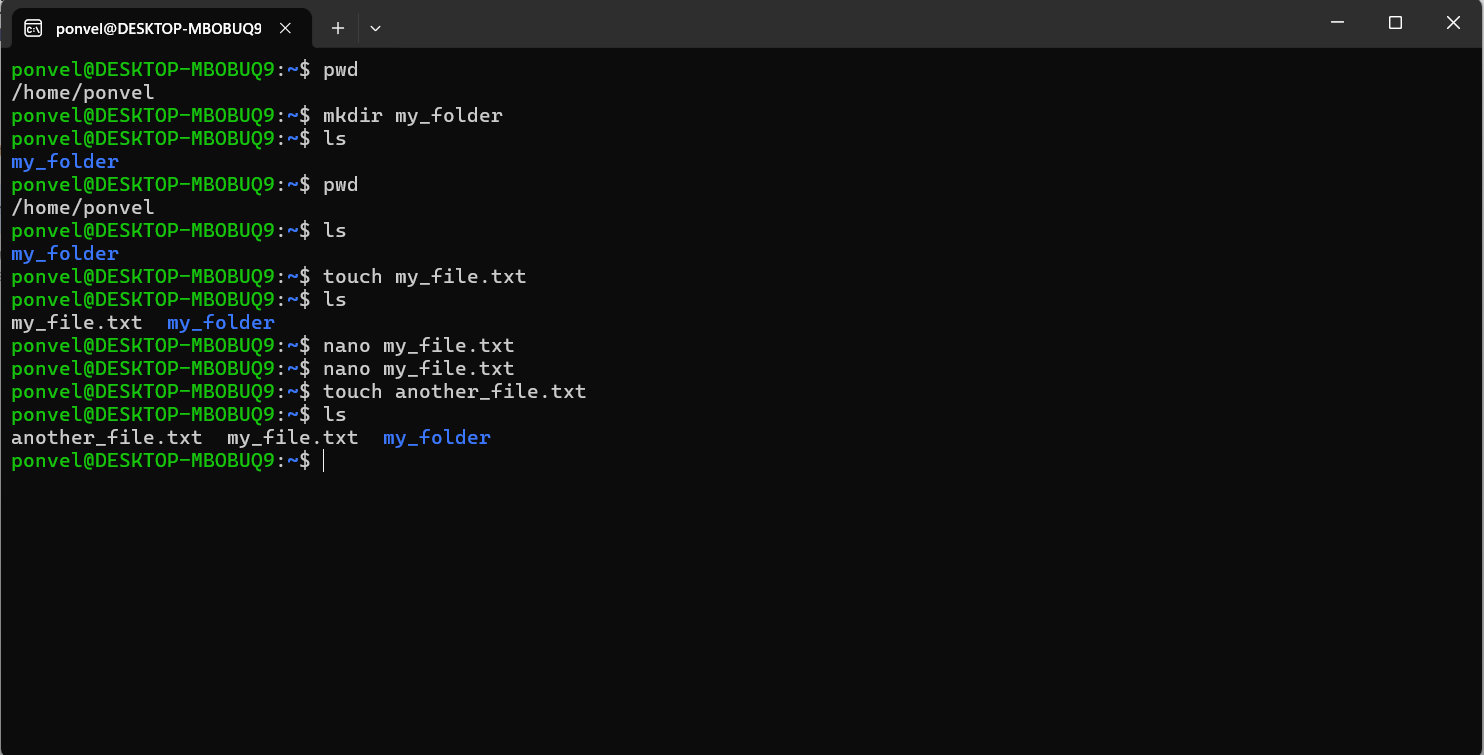 ponvel@DESKTOP-MBOBUQ9
ponvel@DESKTOP-MBOBUQ9:~$ pwd
/home/ponvel
ponvel@DESKTOP-MBOBUQ9:~$ mkdir my_folder
ponvel@DESKTOP-MBOBUQ9:~$ ls
my_folder
ponvel@DESKTOP-MBOBUQ9:~$ pwd
/home/ponvel
ponvel@DESKTOP-MBOBUQ9:~$ ls
my_folder
ponvel@DESKTOP-MBOBUQ9:~$ touch my_file.txt
ponvel@DESKTOP-MBOBUQ9:~$ ls
my_file.txt  my_folder
ponvel@DESKTOP-MBOBUQ9:~$ nano my_file.txt
ponvel@DESKTOP-MBOBUQ9:~$ nano my_file.txt
ponvel@DESKTOP-MBOBUQ9:~$ touch another_file.txt
ponvel@DESKTOP-MBOBUQ9:~$ ls
another_file.txt  my_file.txt  my_folder
ponvel@DESKTOP-MBOBUQ9:~$